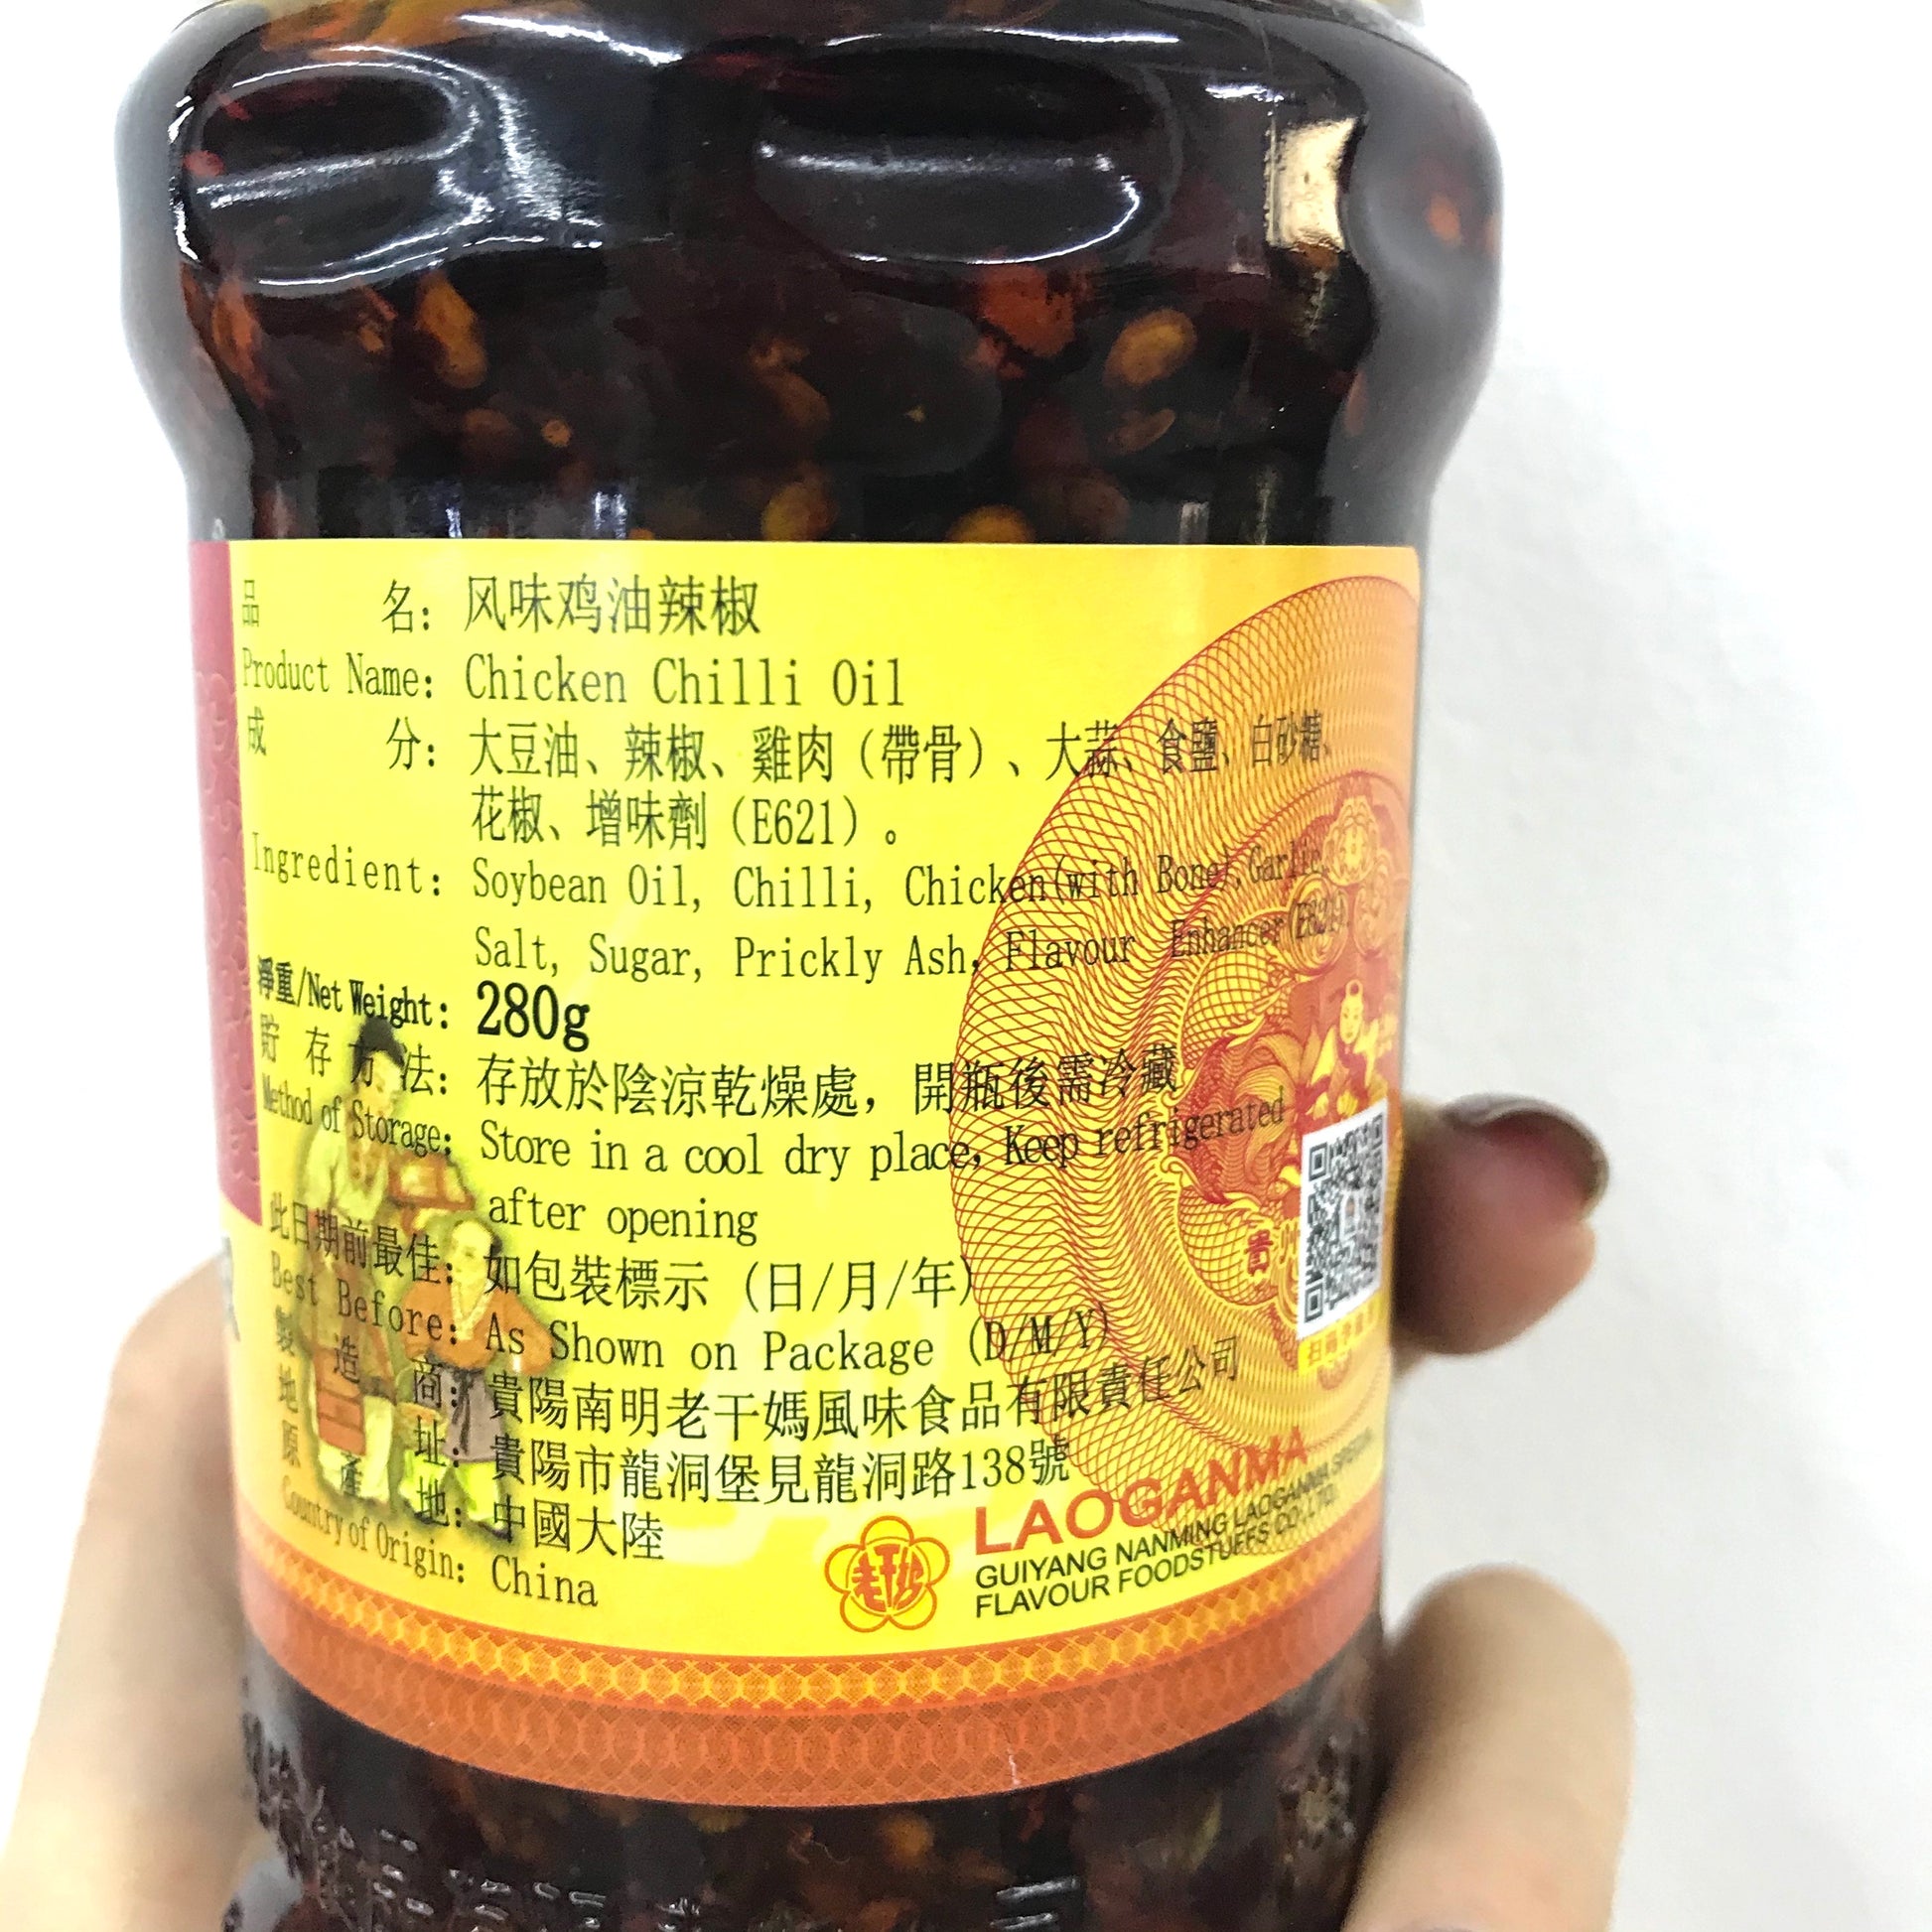 品名：风味鸡油辣椒
Product Name: Chicken Chilli Oil
成分：大豆油、辣椒、雞肉（帶骨）、大蒜、食鹽、白砂糖、
花椒、增味劑（E621）。
Ingredient: Soybean Oil, Chilli, Chicken(with Bone), Garlic,
Salt, Sugar, Prickly Ash, Flavour Enhancer(E621).
淨重/Net Weight: 280g
貯存方法：存放於陰涼乾燥處，開瓶後需冷藏
Method of Storage: Store in a cool dry place, Keep refrigerated
after opening
此日期前最佳：如包裝標示（日/月/年）
Best Before: As Shown on Package (D/M/Y)
製造商：貴陽南明老干媽風味食品有限責任公司
地址：貴陽市龍洞堡見龍洞路138號
原產地：中國大陸
Country of Origin: China
老干妈
LAOGANMA
GUIYANG NANMING LAOGANMA SPECIAL
FLAVOUR FOODSTUFFS CO.,LTD.
貴州